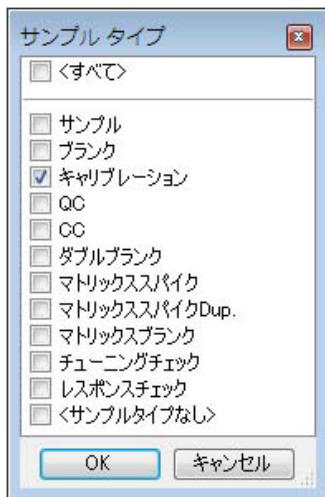 サンプル タイプ
<すべて>
サンプル
ブランク
キャリブレーション
QC
CC
ダブルブランク
マトリックススパイク
マトリックススパイクDup.
マトリックスブランク
チューニングチェック
レスポンスチェック
<サンプルタイプなし>
OK
キャンセル